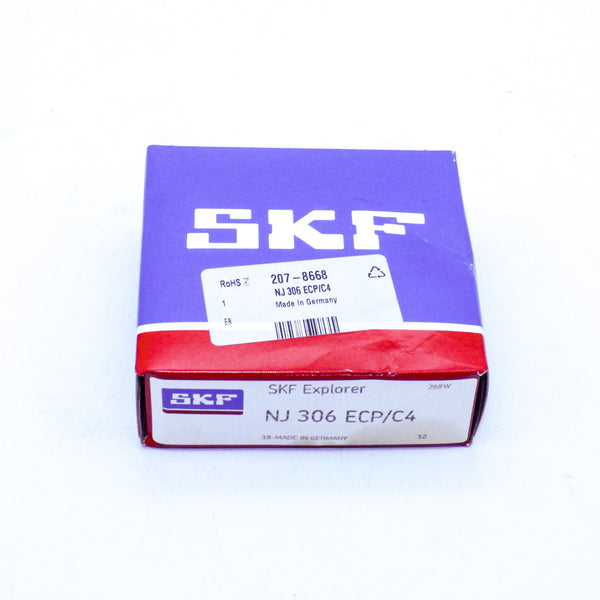 SKF
RoHS ☑ 207-8668
NJ 306 ECP/C4
1 Made in Germany
ER
SKF
SKF Explorer 268W
NJ 306 ECP/C4
18-MADE IN GERMANY 12